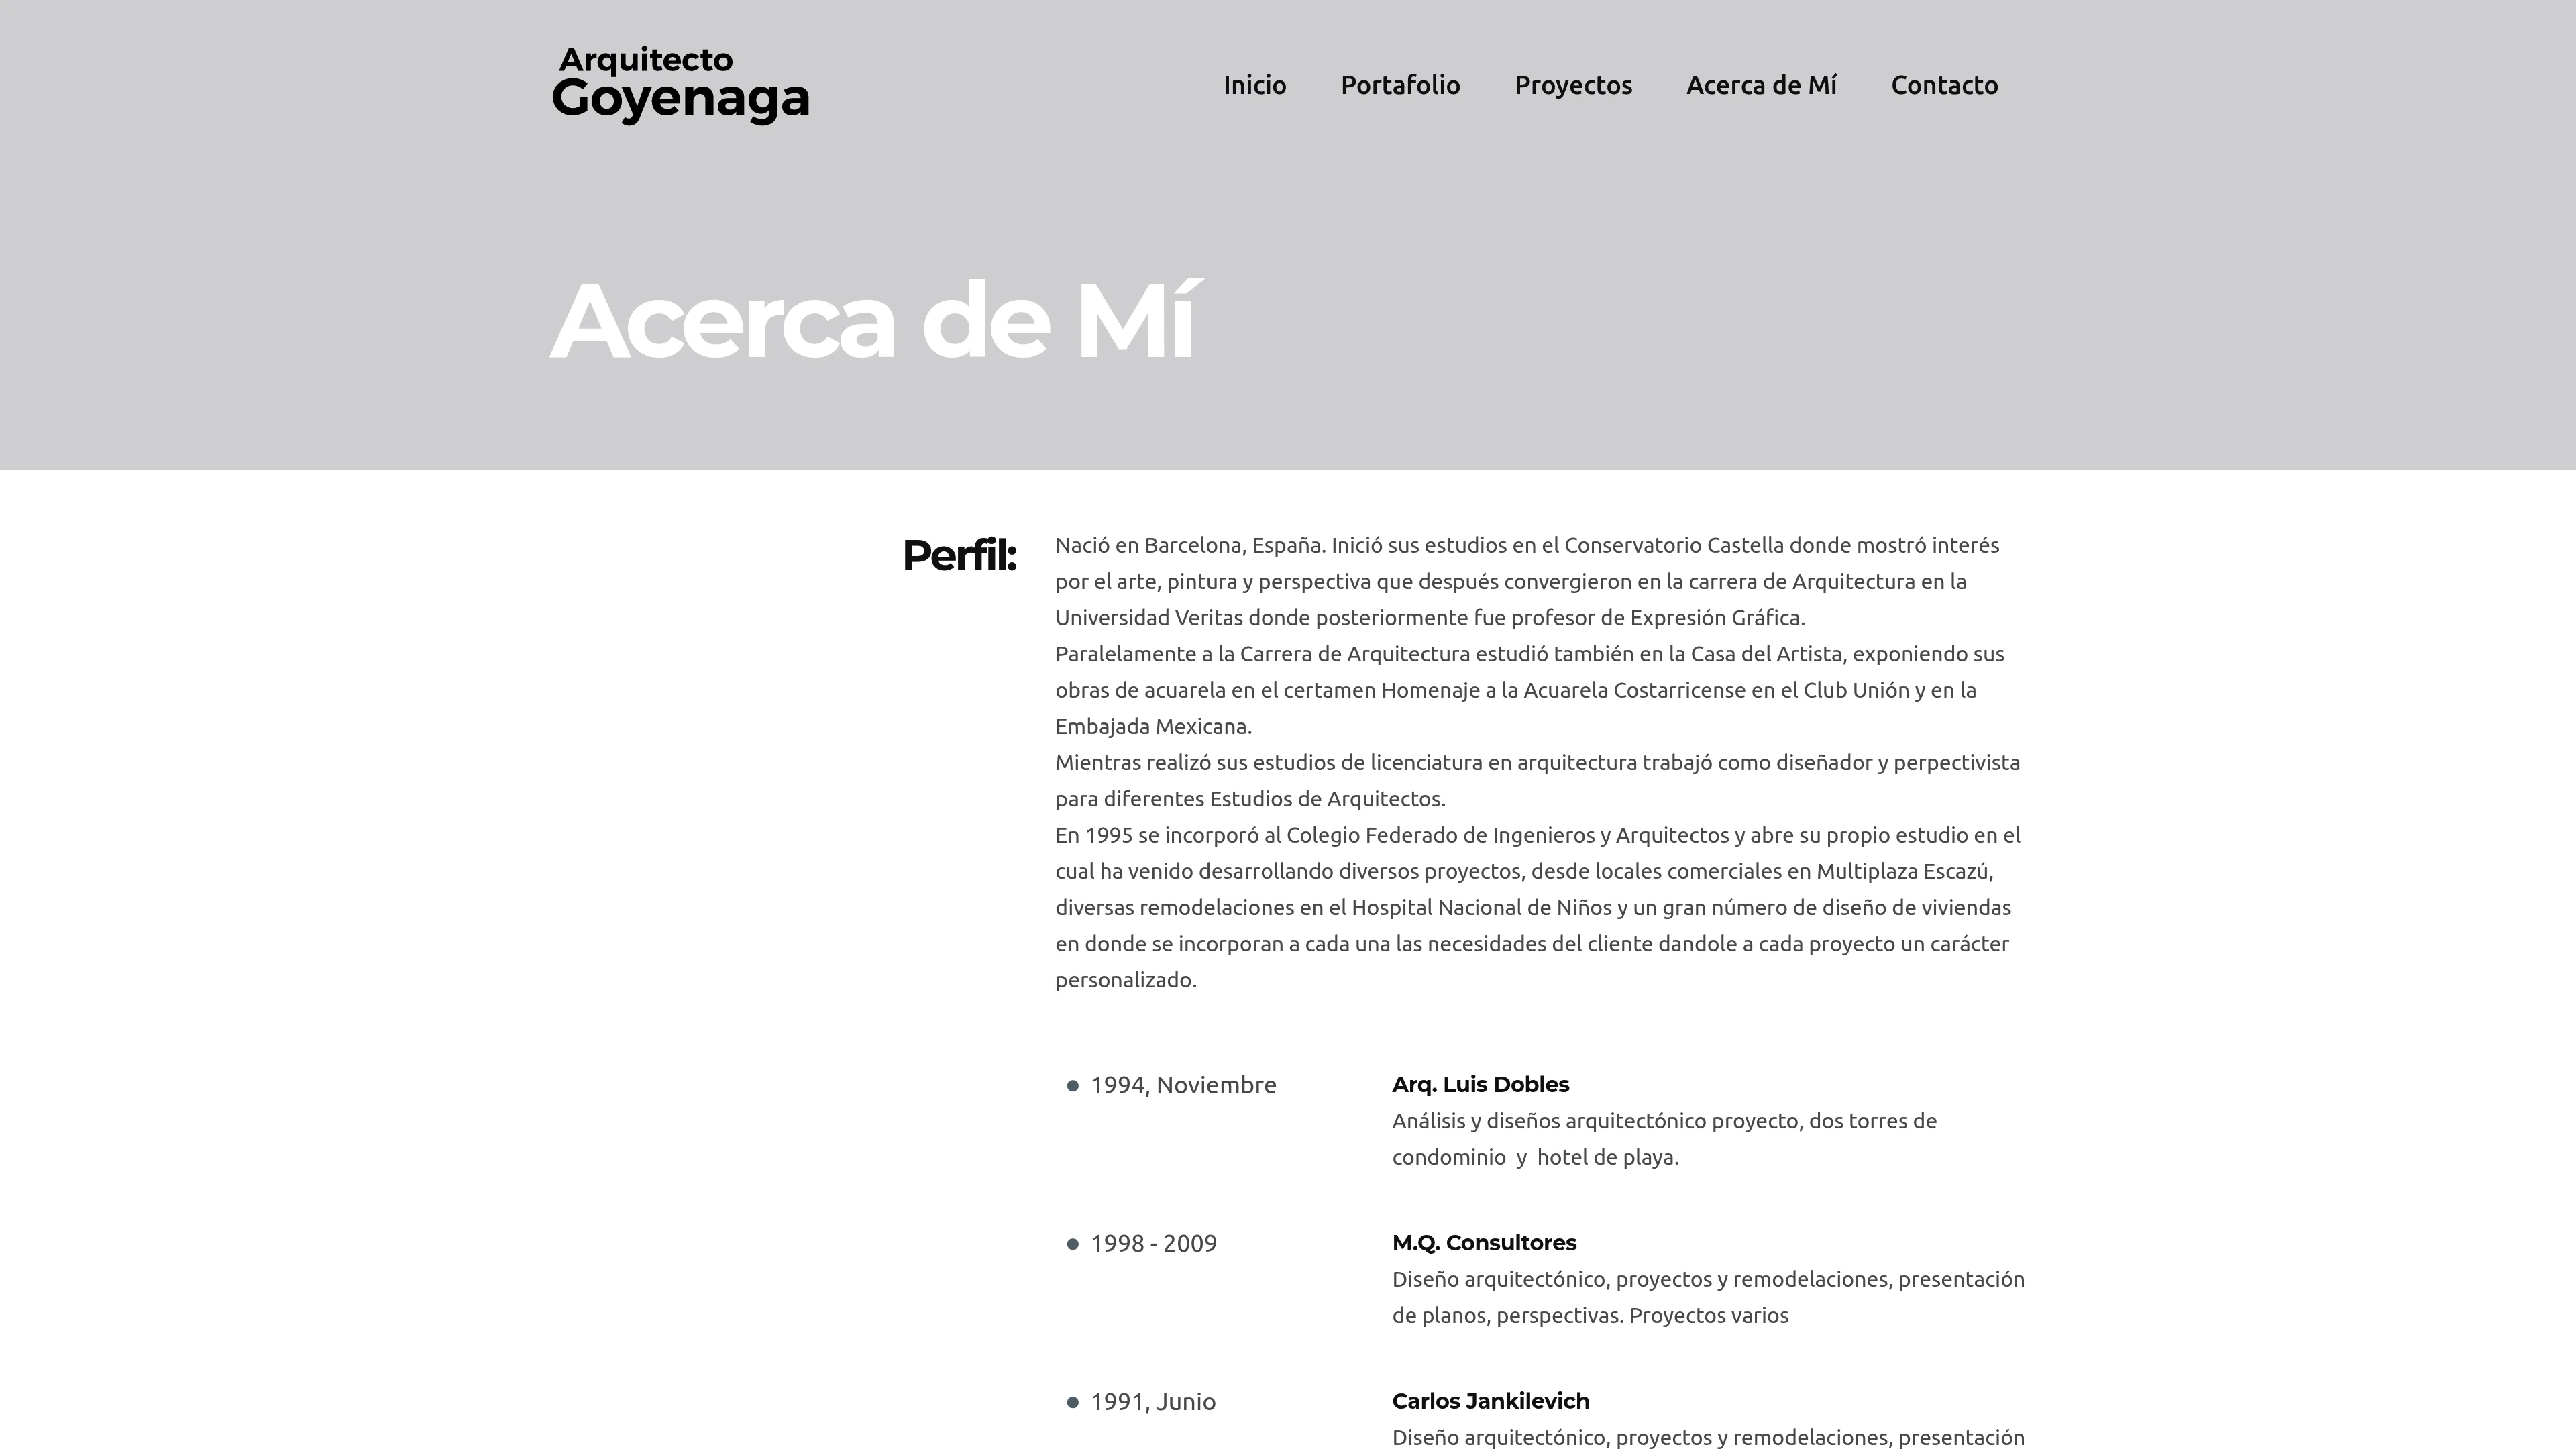 Arquitecto
Goyenaga
Inicio
Portafolio
Proyectos
Acerca de Mí
Contacto
Acerca de Mí
Perfil:
Nació en Barcelona, España. Inició sus estudios en el Conservatorio Castella donde mostró interés
por el arte, pintura y perspectiva que después convergieron en la carrera de Arquitectura en la
Universidad Veritas donde posteriormente fue profesor de Expresión Gráfica.
Paralelamente a la Carrera de Arquitectura estudió también en la Casa del Artista, exponiendo sus
obras de acuarela en el certamen Homenaje a la Acuarela Costarricense en el Club Unión y en la
Embajada Mexicana.
Mientras realizó sus estudios de licenciatura en arquitectura trabajó como diseñador y perpectivista
para diferentes Estudios de Arquitectos.
En 1995 se incorporó al Colegio Federado de Ingenieros y Arquitectos y abre su propio estudio en el
cual ha venido desarrollando diversos proyectos, desde locales comerciales en Multiplaza Escazú,
diversas remodelaciones en el Hospital Nacional de Niños y un gran número de diseño de viviendas
en donde se incorporan a cada una las necesidades del cliente dandole a cada proyecto un carácter
personalizado.
1994, Noviembre
Arq. Luis Dobles
Análisis y diseños arquitectónico proyecto, dos torres de
condominio y hotel de playa.
1998 - 2009
M.Q. Consultores
Diseño arquitectónico, proyectos y remodelaciones, presentación
de planos, perspectivas. Proyectos varios
1991, Junio
Carlos Jankilevich
Diseño arquitectónico, proyectos y remodelaciones, presentación